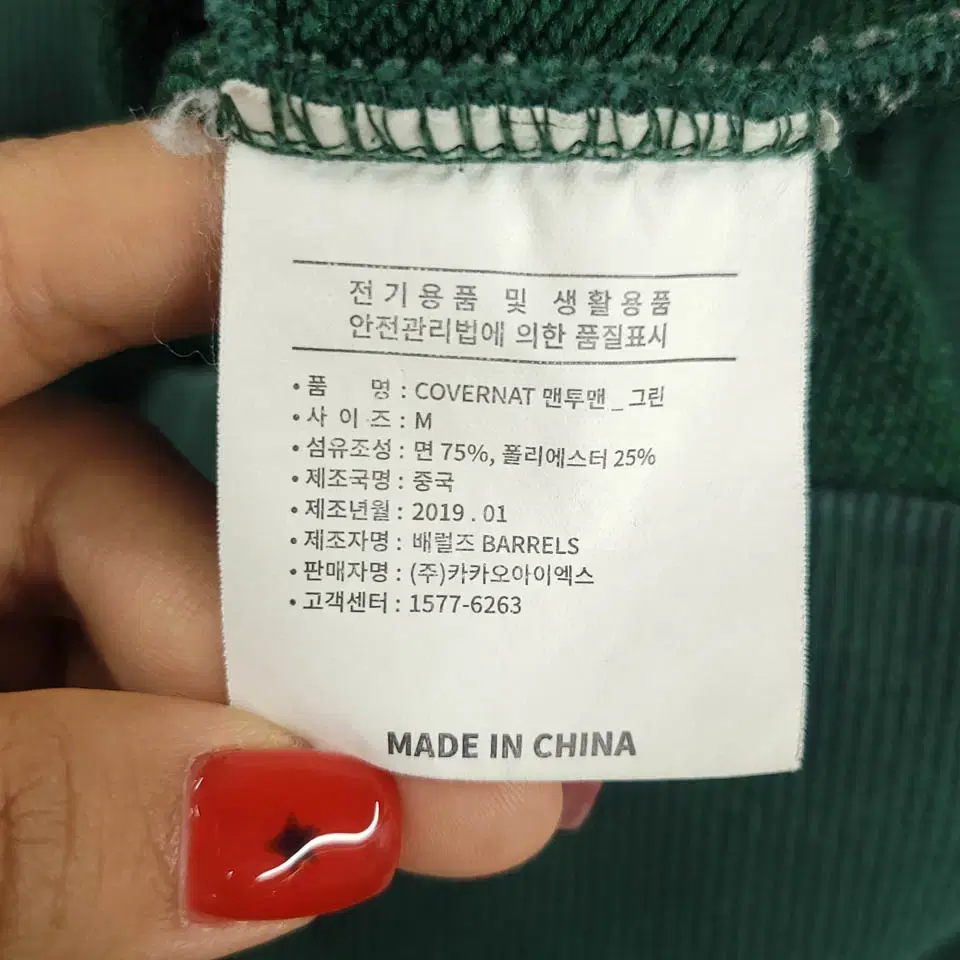 전기용품 및 생활용품
안전관리법에 의한 품질표시
• 품 명 : COVERNAT 맨투맨 _ 그린
• 사 이 즈 : M
• 섬유조성 : 면 75%, 폴리에스터 25%
• 제조국명 : 중국
• 제조년월 : 2019 . 01
• 제조자명 : 배럴즈 BARRELS
• 판매자명 : (주)카카오아이엑스
• 고객센터 : 1577-6263
MADE IN CHINA